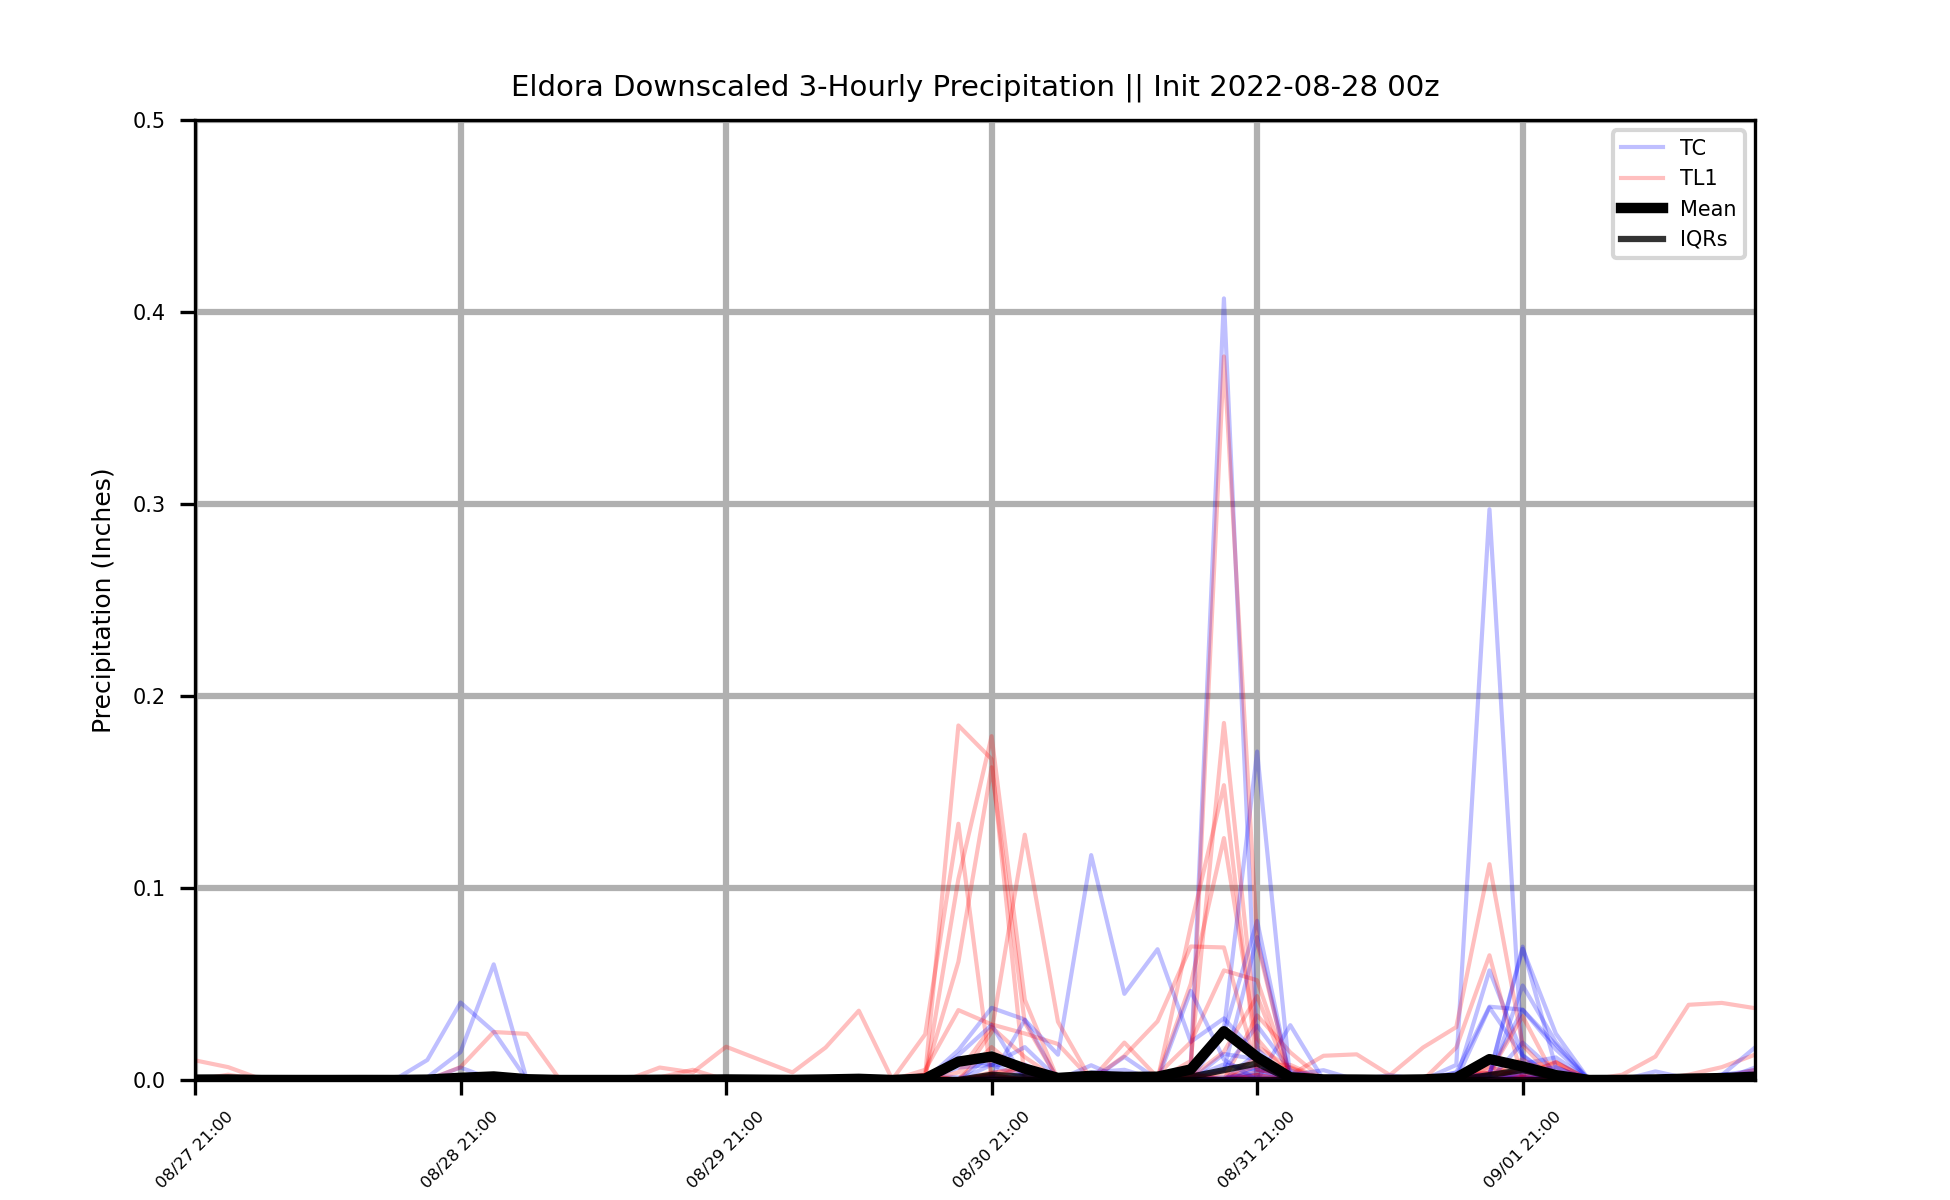 Eldora Downscaled 3-Hourly Precipitation || Init 2022-08-28 00z
Precipitation (Inches)
0.5
0.4
0.3
0.2
0.1
0.0
TC
TL1
Mean
IQRs
08/27 21:00
08/28 21:00
08/29 21:00
08/30 21:00
08/31 21:00
09/01 21:00